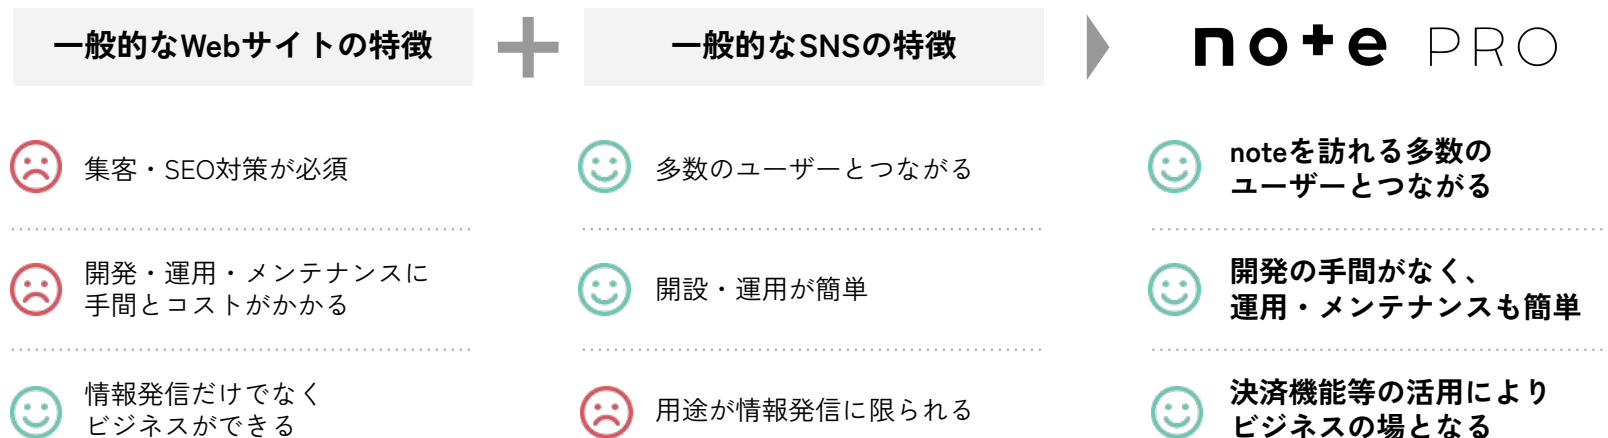 一般的なWebサイトの特徴
一般的なSNSの特徴
note PRO
集客・SEO対策が必須
多数のユーザーとつながる
noteを訪れる多数の
ユーザーとつながる
開発・運用・メンテナンスに
手間とコストがかかる
開設・運用が簡単
開発の手間がなく、
運用・メンテナンスも簡単
情報発信だけでなく
ビジネスができる
用途が情報発信に限られる
決済機能等の活用により
ビジネスの場となる